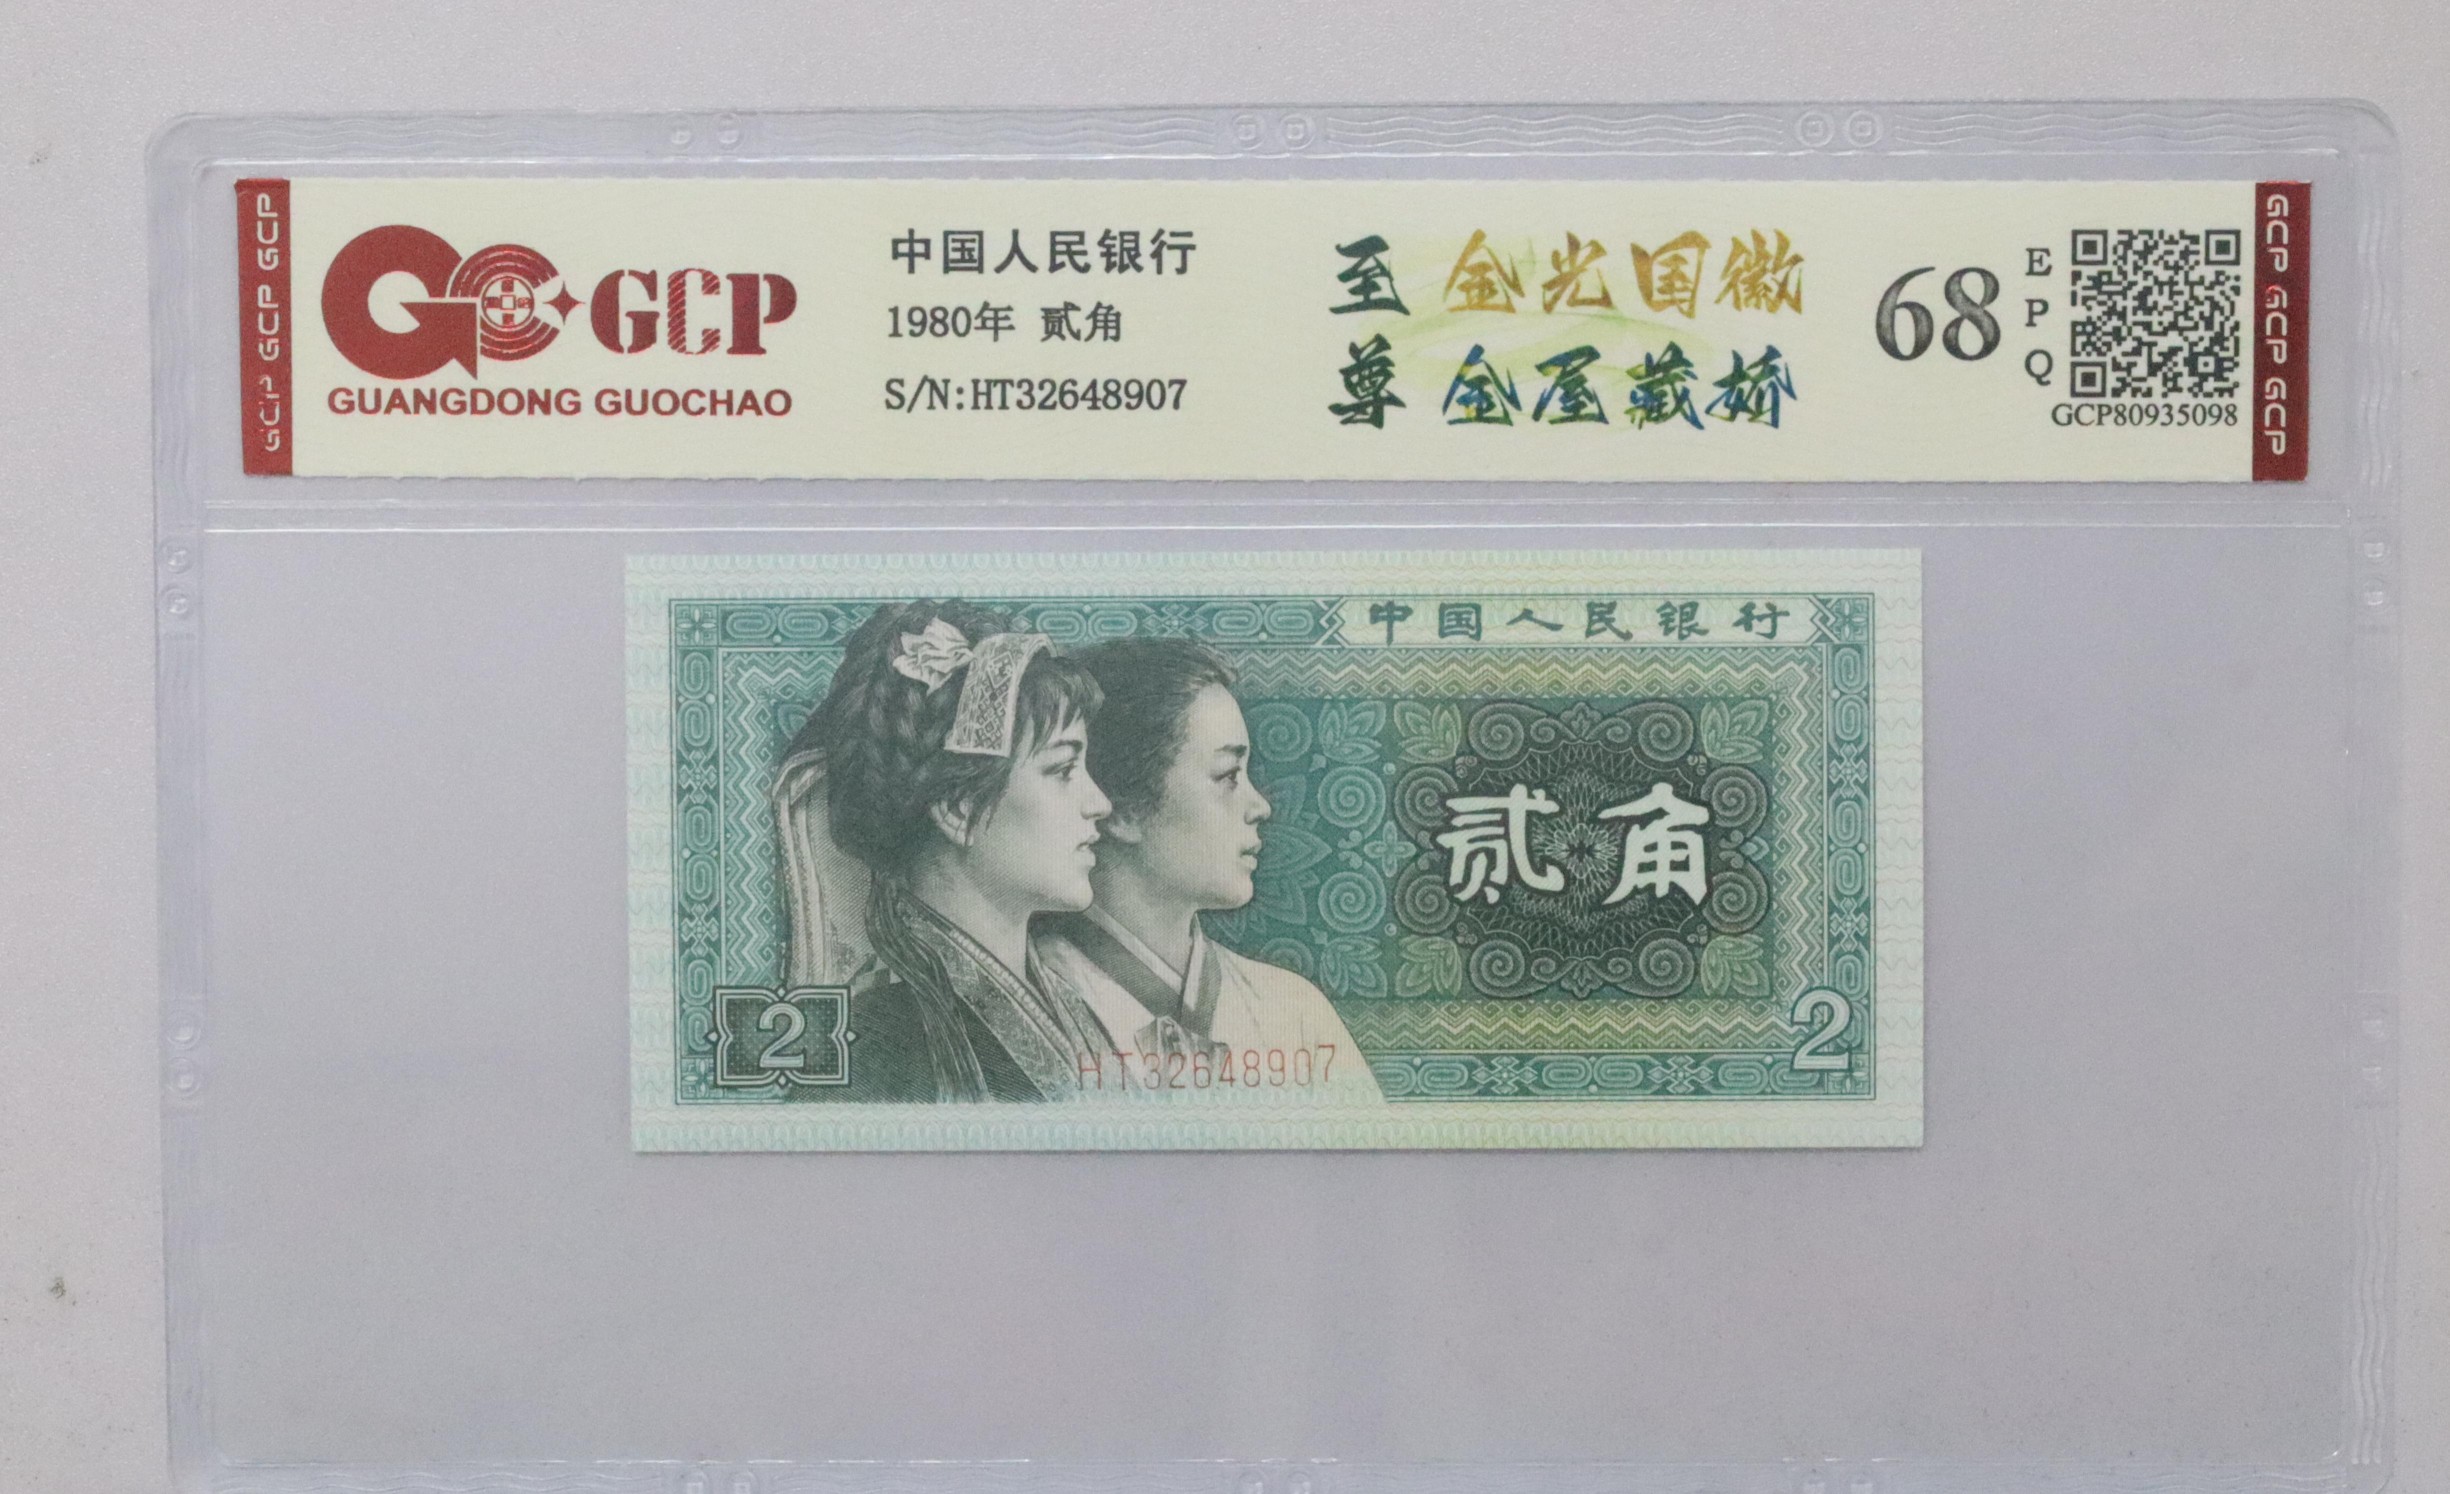 GCP GCP GCP
GCP
GUANGDONG GUOCHAO
中国人民银行
1980年 贰角
S/N:HT32648907
至尊
金光国徽
金屋藏娇
68
EPQ
GCP80935098
GCP GCP GCP
中国人民银行
贰角
2
2
HT32648907